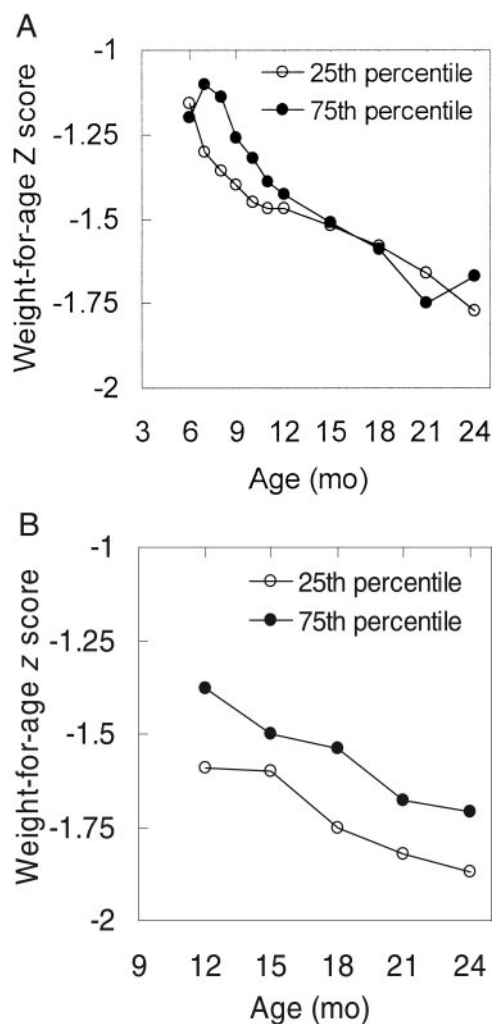 A
-1
25th percentile
75th percentile
-1.25
-1.5
-1.75
-2
Weight-for-age Z score
3 6 9 12 15 18 21 24
Age (mo)
B
-1
25th percentile
75th percentile
-1.25
-1.5
-1.75
-2
Weight-for-age z score
9 12 15 18 21 24
Age (mo)